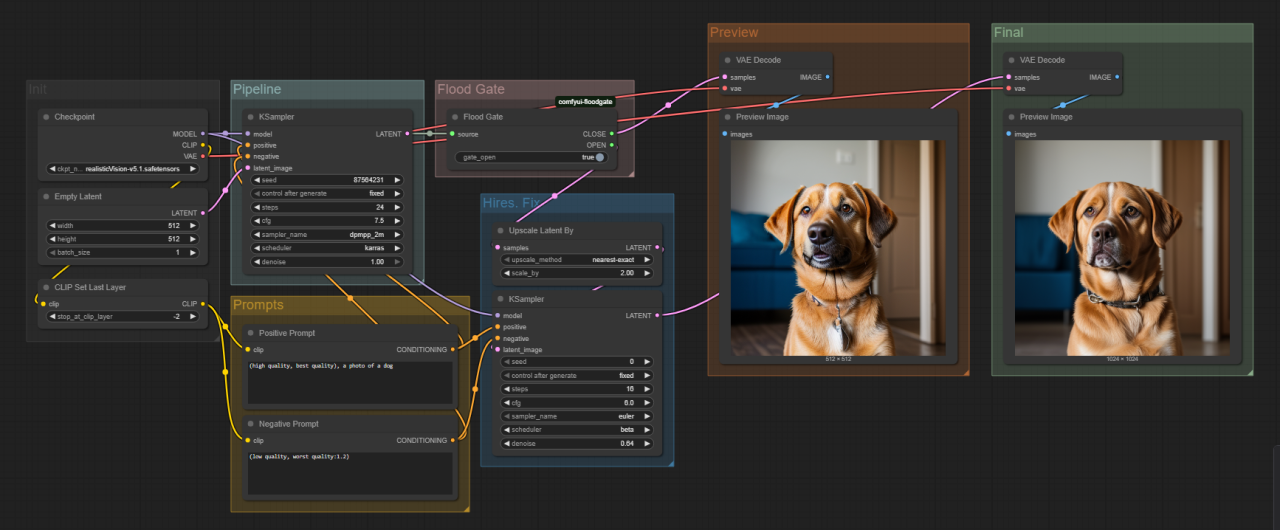 Init
Checkpoint
MODEL
CLIP
VAE
ckpt_n... realisticVision-v5.1.safetensors
Empty Latent
LATENT
width 512
height 512
batch_size 1
CLIP Set Last Layer
clip CLIP
stop_at_clip_layer -2
Pipeline
KSampler
model LATENT
positive
negative
latent_image
seed 87564231
control after generate fixed
steps 24
cfg 7.5
sampler_name dpmpp_2m
scheduler karras
denoise 1.00
Prompts
Positive Prompt
clip CONDITIONING
(high quality, best quality), a photo of a dog
Negative Prompt
clip CONDITIONING
(low quality, worst quality:1.2)
Flood Gate
comfyui-floodgate
Flood Gate
source CLOSE
OPEN
gate_open true
Hires. Fix
Upscale Latent By
samples LATENT
upscale_method nearest-exact
scale_by 2.00
KSampler
model LATENT
positive
negative
latent_image
seed 0
control after generate fixed
steps 16
cfg 6.0
sampler_name euler
scheduler beta
denoise 0.64
Preview
VAE Decode
samples IMAGE
vae
Preview Image
images
512 × 512
Final
VAE Decode
samples IMAGE
vae
Preview Image
images
1024 × 1024